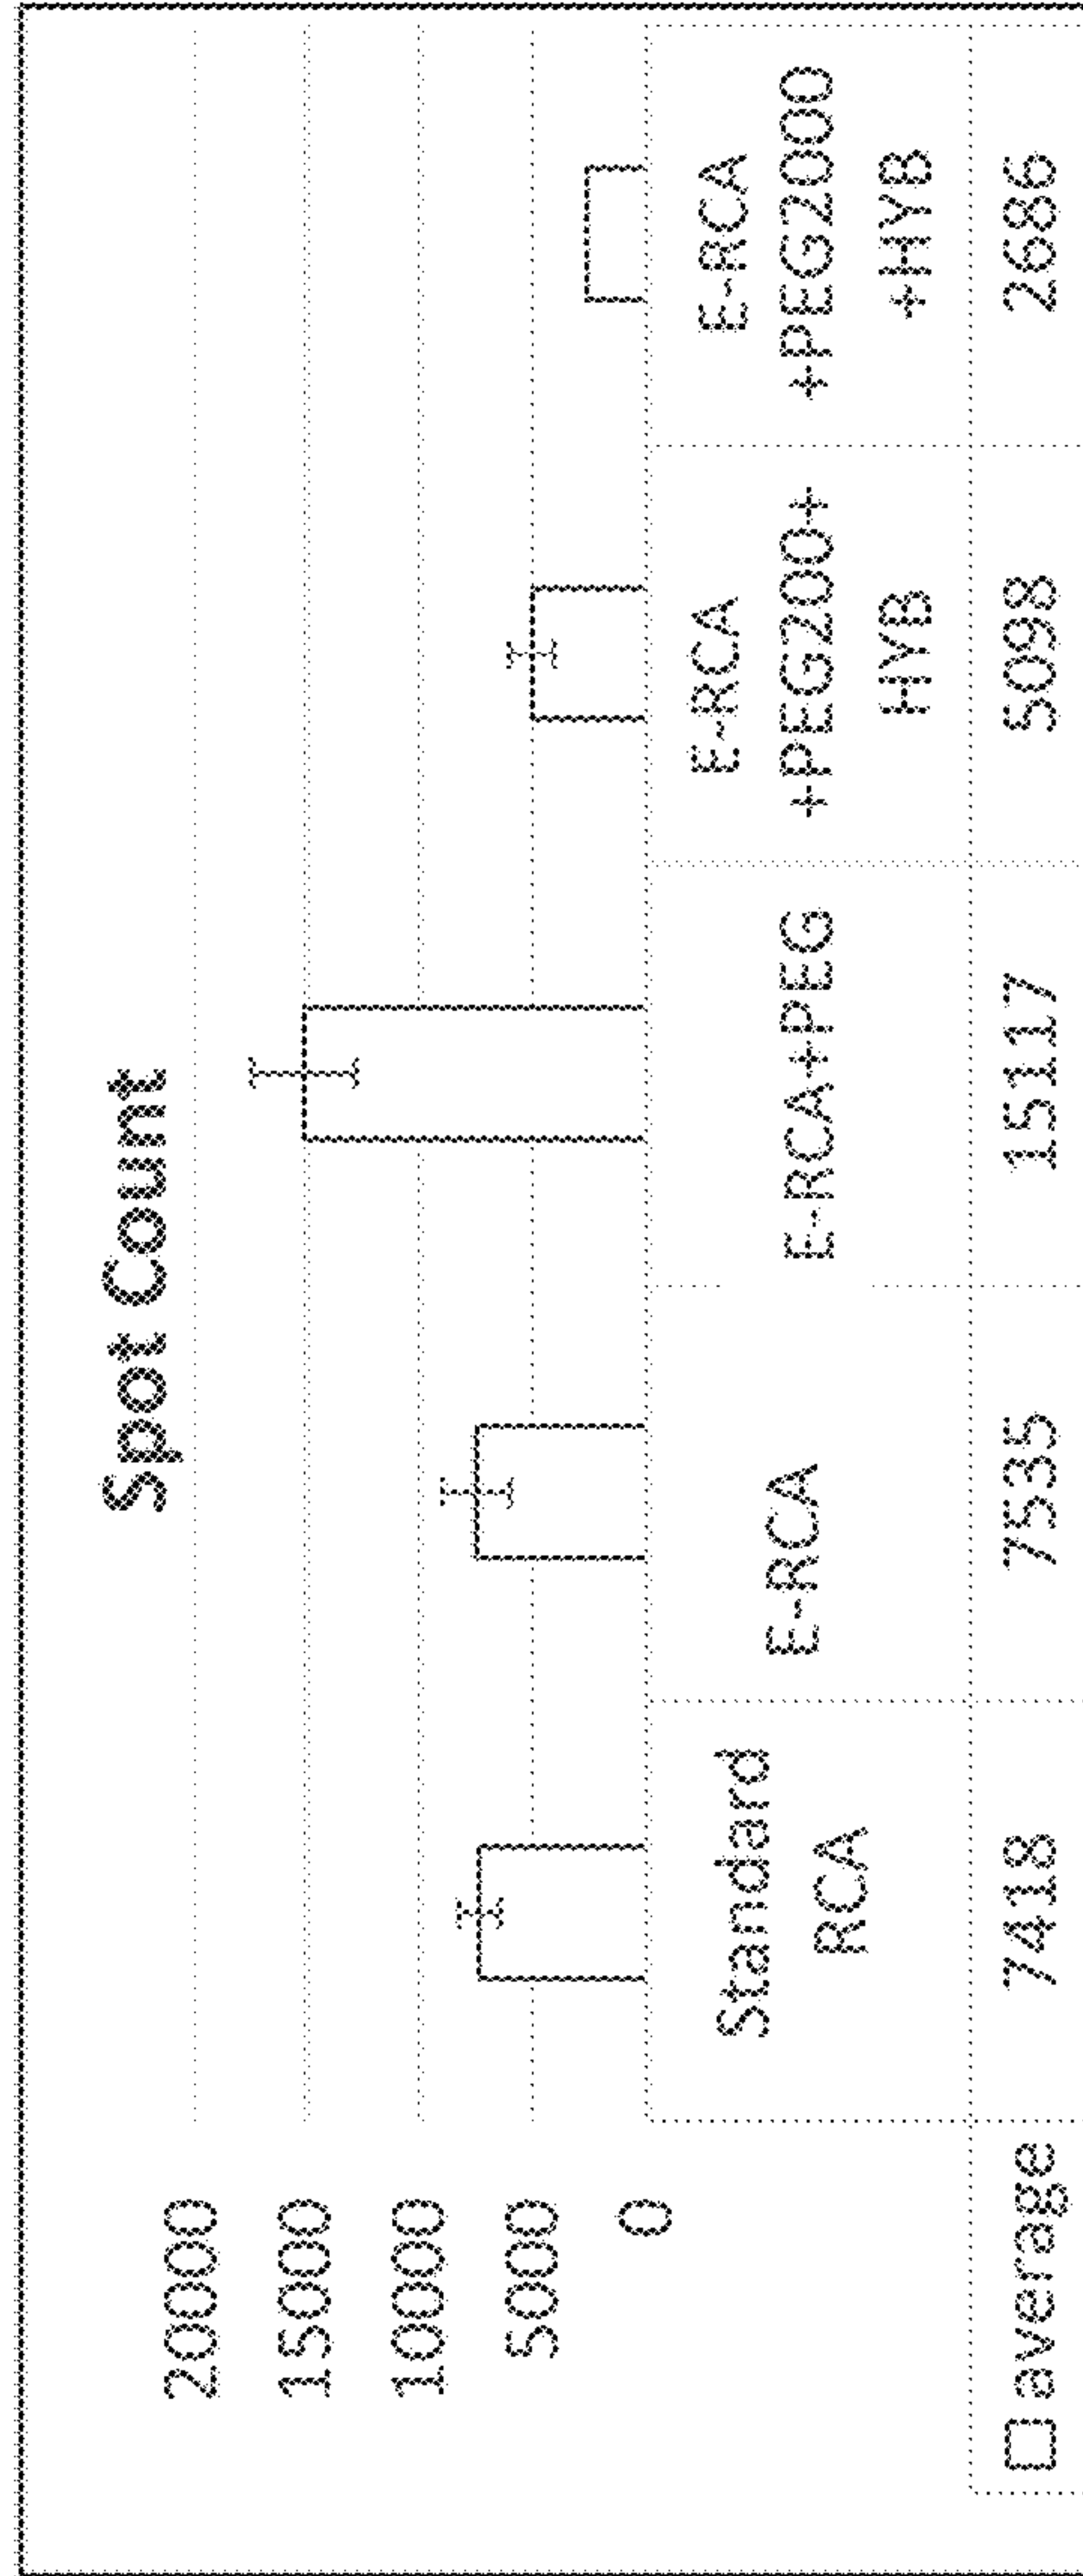 Spot Count
20000
15000
10000
5000
0
Standard
RCA
E-RCA
E-RCA+PEG
E-RCA
+PEG200+
HYB
E-RCA
+PEG2000
+HYB
average
7418
7535
15117
5098
2686